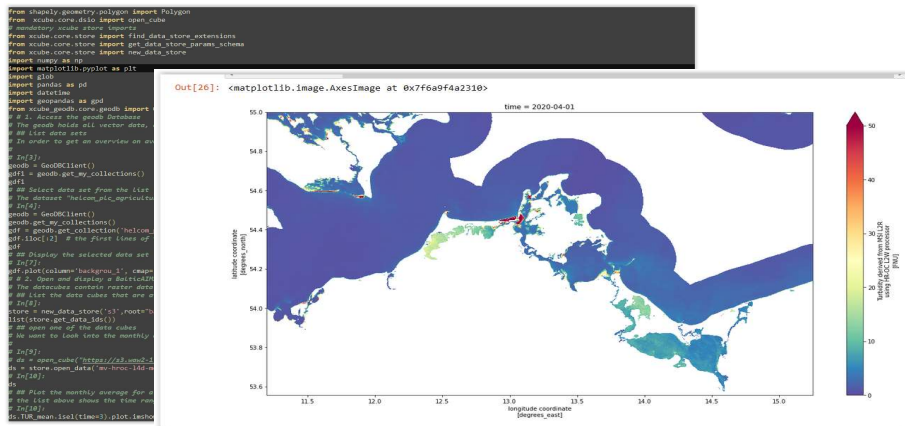 from shapely.geometry.polygon import Polygon
from xcube.core.dsio import open_cube
# mandatory xcube store imports
from xcube.core.store import find_data_store_extensions
from xcube.core.store import get_data_store_params_schema
from xcube.core.store import new_data_store
import numpy as np
import matplotlib.pyplot as plt
import glob
import pandas as pd
import datetime
import geopandas as gpd
from xcube_geodb.core.geodb import
# # 1. Access the geodb Database
# The geodb holds all vector data,
# ## List data sets
# In order to get an overview on
#
# In[3]:
geodb = GeoDBClient()
gdf1 = geodb.get_my_collections()
gdf1
# ## Select data set from the list
# The dataset "helcom_plc_agricultu
# In[4]:
geodb = GeoDBClient()
geodb.get_my_collections()
gdf = geodb.get_collection('helcom_
gdf.iloc[:2] # the first lines of
gdf
# ## Display the selected data set
# In[7]:
gdf.plot(column='backgrou_1', cmap=
# # 2. Open and display a BalticAIM
# The datacubes contain raster data
# ## List the data cubes that are a
# In[8]:
store = new_data_store('s3',root="b
list(store.get_data_ids())
# ## open one of the data cubes
# We want to look into the monthly
#
# In[9]:
# ds = open_cube("https://s3.waw2-1
ds = store.open_data('mv-hroc-l4d-m
# In[10]:
ds
# ## Plot the monthly average for a
# the list above shows the time ran
# In[10]:
ds.TUR_mean.isel(time=3).plot.imsho
Out[26]: <matplotlib.image.AxesImage at 0x7f6a9f4a2310>
time = 2020-04-01
55.0
54.8
54.6
54.4
54.2
54.0
53.8
53.6
latitude coordinate
[degrees_north]
11.5 12.0 12.5 13.0 13.5 14.0 14.5 15.0
longitude coordinate
[degrees_east]
50
40
30
20
10
0
Turbidity derived from MSI L2R
using HR-OC L2W processor
[FNU]